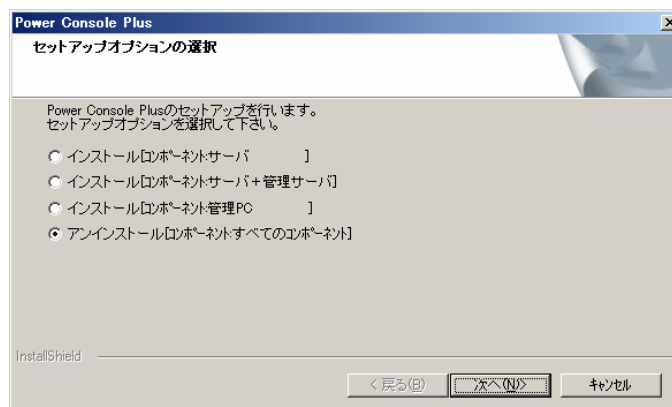 Power Console Plus
セットアップオプションの選択
Power Console Plusのセットアップを行います。
セットアップオプションを選択して下さい。
インストール[ｺﾝﾎﾟｰﾈﾝﾄ:サーバ ]
インストール[ｺﾝﾎﾟｰﾈﾝﾄ:サーバ+管理サーバ]
インストール[ｺﾝﾎﾟｰﾈﾝﾄ:管理PC ]
アンインストール[ｺﾝﾎﾟｰﾈﾝﾄ:すべてのｺﾝﾎﾟｰﾈﾝﾄ]
InstallShield
< 戻る(B) 次へ(N)> ｷｬﾝｾﾙ